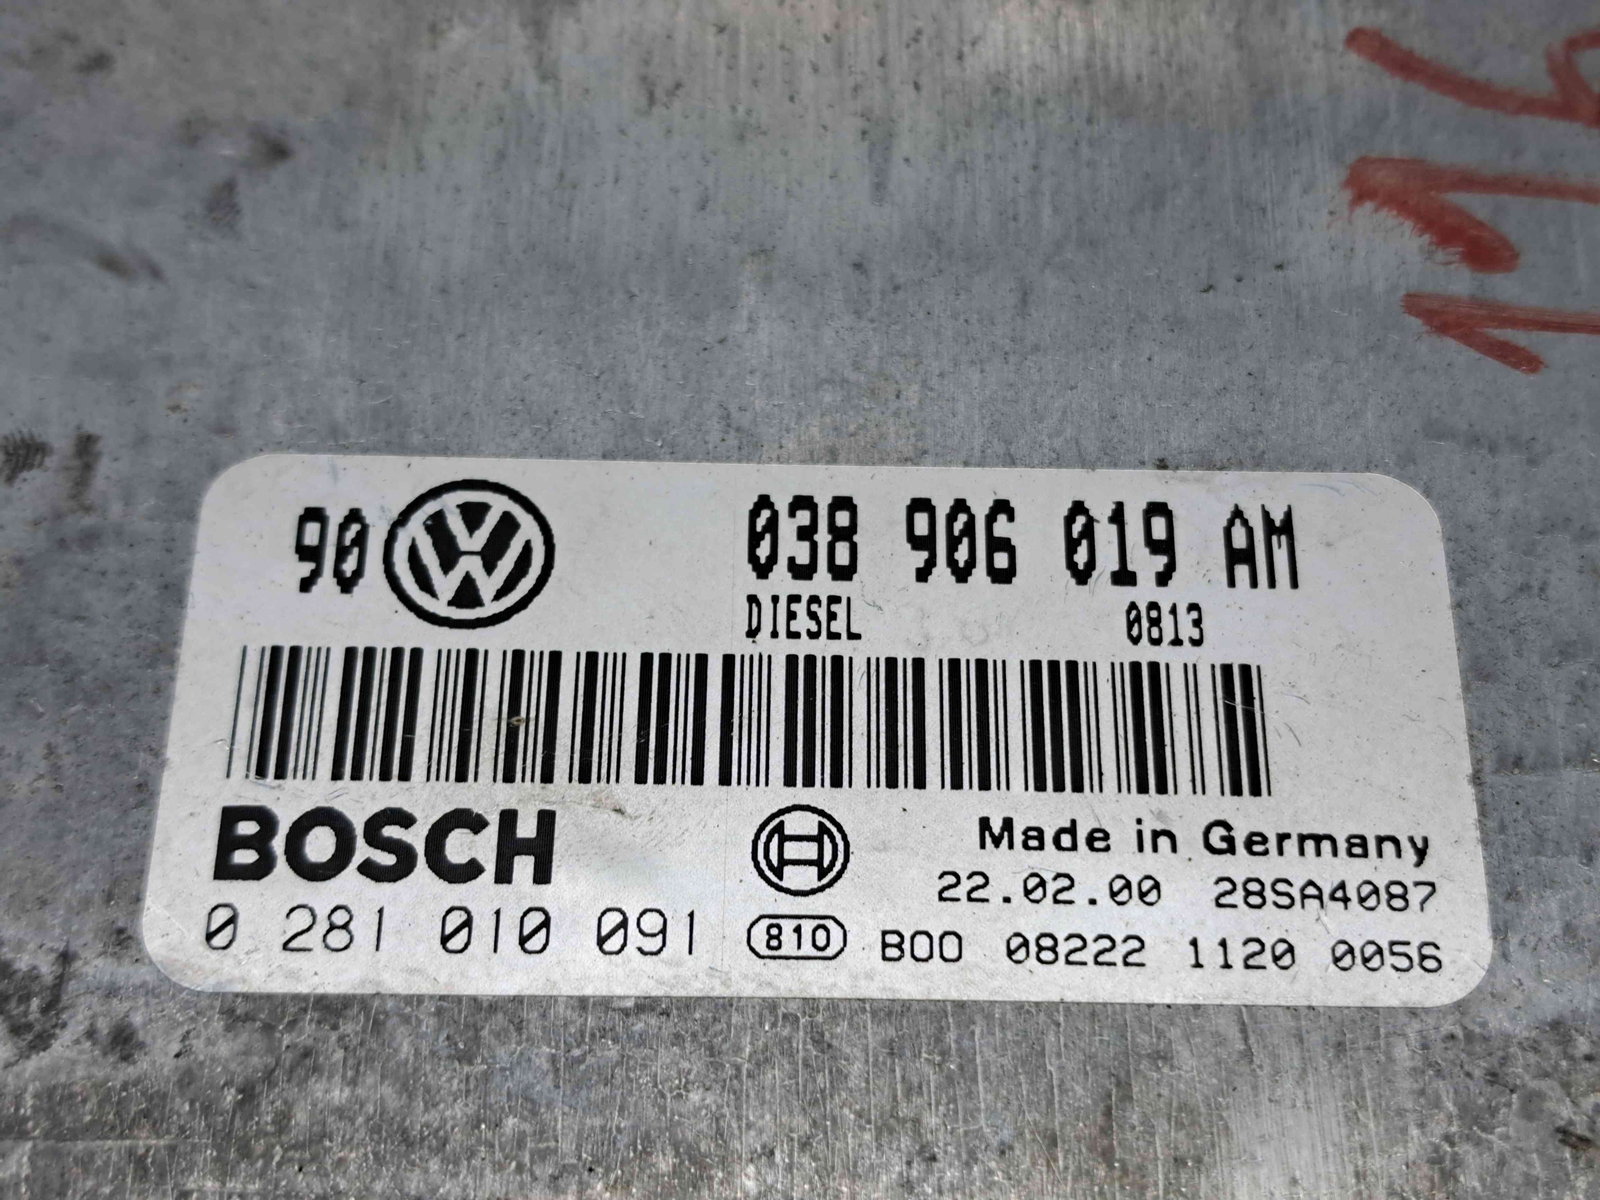 90 038 906 019 AM
DIESEL 0813
BOSCH Made in Germany
22.02.00 28SA4087
0 281 010 091 810 B00 08222 1120 0056